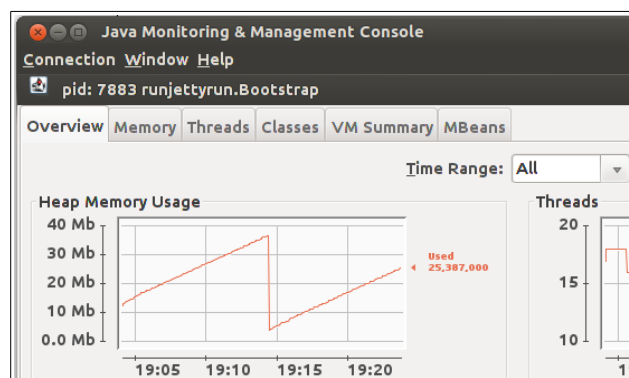 Java Monitoring & Management Console
Connection Window Help
pid: 7883 runjettyrun.Bootstrap
Overview Memory Threads Classes VM Summary MBeans
Time Range: All
Heap Memory Usage
40 Mb
30 Mb
20 Mb
10 Mb
0.0 Mb
Used
25,387,000
19:05 19:10 19:15 19:20
Threads
20
15
10
1